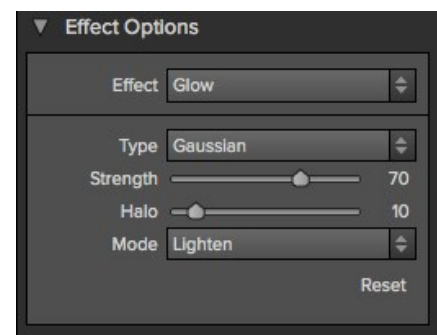 Effect Options
Effect Glow
Type Gaussian
Strength 70
Halo 10
Mode Lighten
Reset